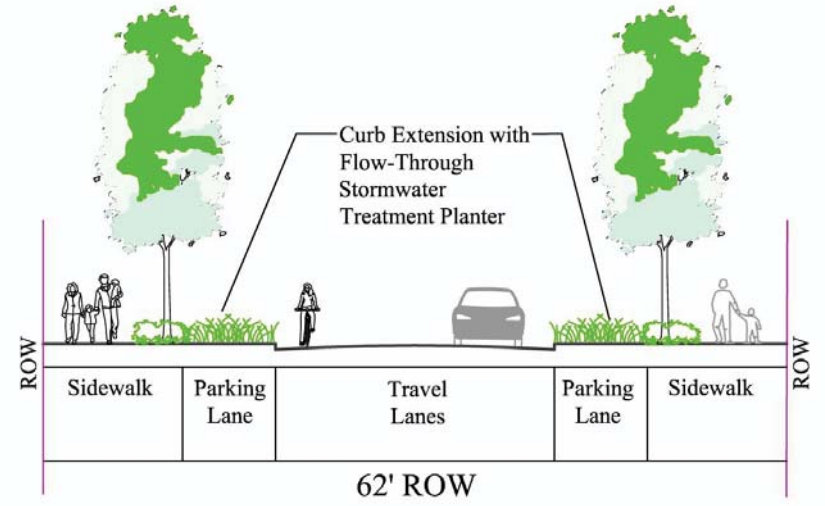 Curb Extension with
Flow-Through
Stormwater
Treatment Planter
ROW
Sidewalk
Parking
Lane
Travel
Lanes
Parking
Lane
Sidewalk
ROW
62' ROW